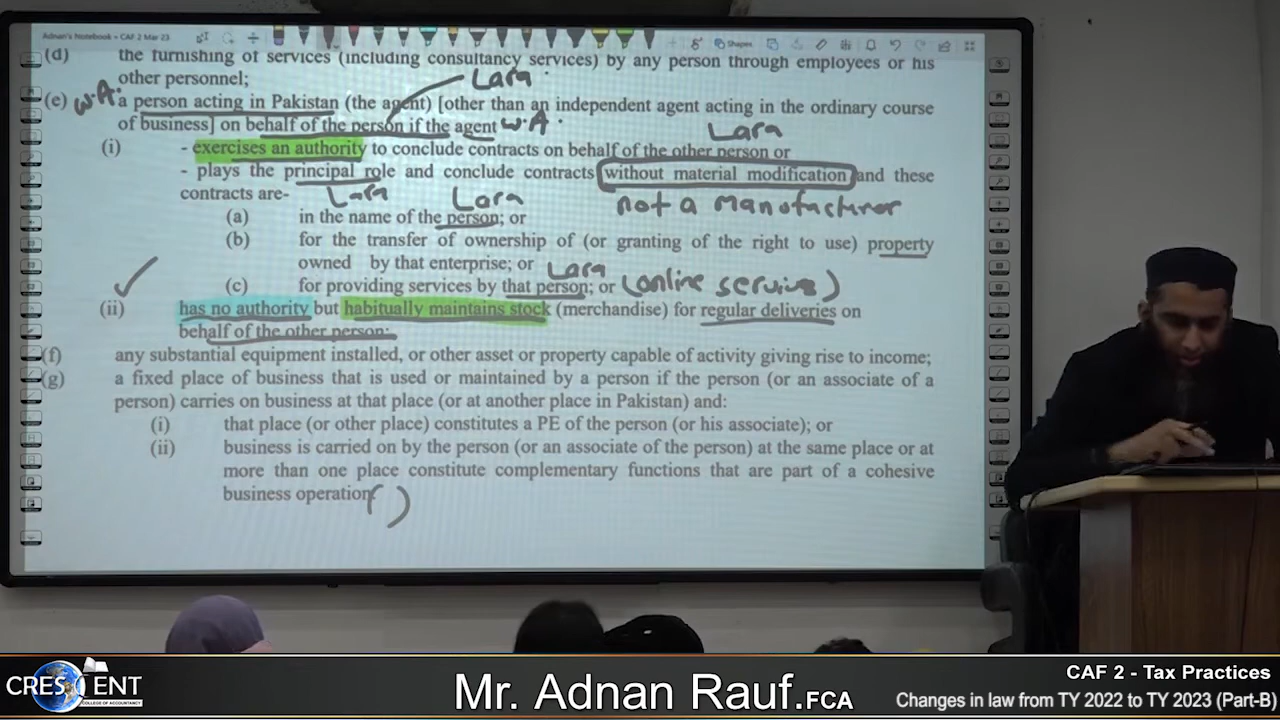 Adnan's Notebook » CAF 2 Mar 23
Shapes
(d) the furnishing of services (including consultancy services) by any person through employees or his
other personnel;
Lara
(e) W.A. a person acting in Pakistan (the agent) [other than an independent agent acting in the ordinary course
of business] on behalf of the person if the agent W.A.
Lara
(i) - exercises an authority to conclude contracts on behalf of the other person or
- plays the principal role and conclude contracts without material modification and these
contracts are-
Lara Lara not a manufacturer
(a) in the name of the person; or
(b) for the transfer of ownership of (or granting of the right to use) property
owned by that enterprise; or Lara
(c) for providing services by that person; or (online services)
(ii) has no authority but habitually maintains stock (merchandise) for regular deliveries on
behalf of the other person;
(f) any substantial equipment installed, or other asset or property capable of activity giving rise to income;
(g) a fixed place of business that is used or maintained by a person if the person (or an associate of a
person) carries on business at that place (or at another place in Pakistan) and:
(i) that place (or other place) constitutes a PE of the person (or his associate); or
(ii) business is carried on by the person (or an associate of the person) at the same place or at
more than one place constitute complementary functions that are part of a cohesive
business operation ( )
CRESCENT
COLLEGE OF ACCOUNTANCY
Mr. Adnan Rauf.FCA
CAF 2 - Tax Practices
Changes in law from TY 2022 to TY 2023 (Part-B)